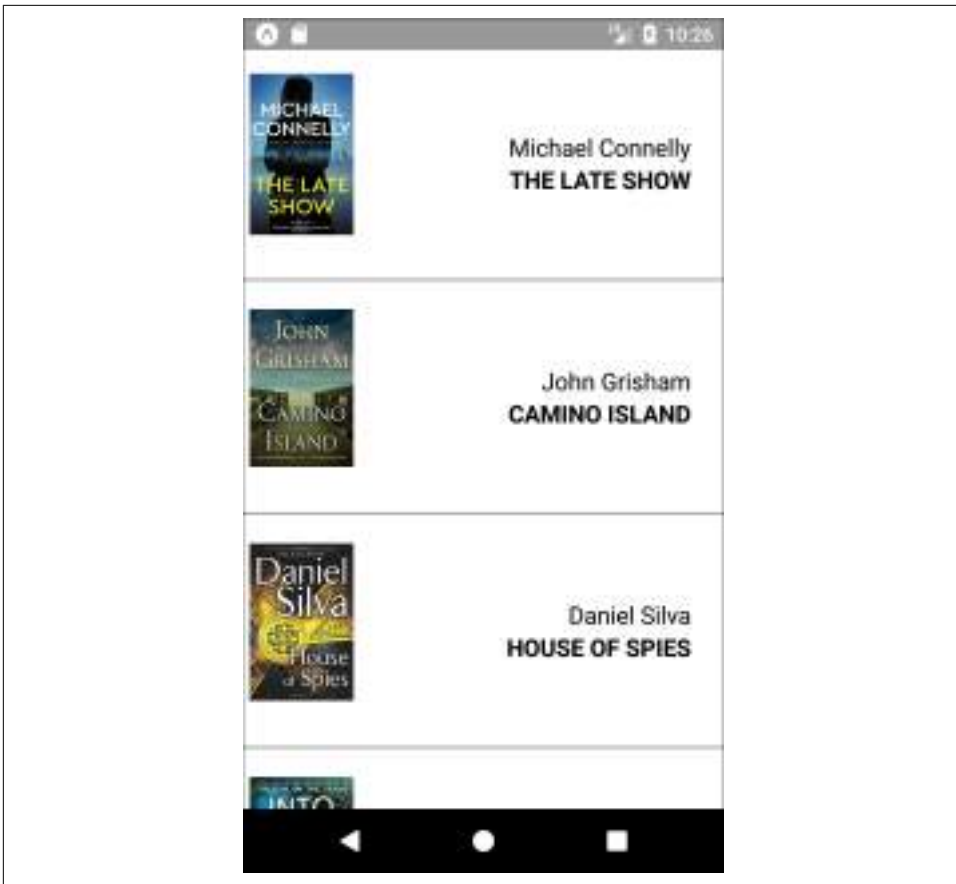 10:26
MICHAEL
CONNELLY
THE LATE
SHOW
Michael Connelly
THE LATE SHOW
JOHN
GRISHAM
CAMINO
ISLAND
John Grisham
CAMINO ISLAND
Daniel
Silva
House
of Spies
Daniel Silva
HOUSE OF SPIES
INTO